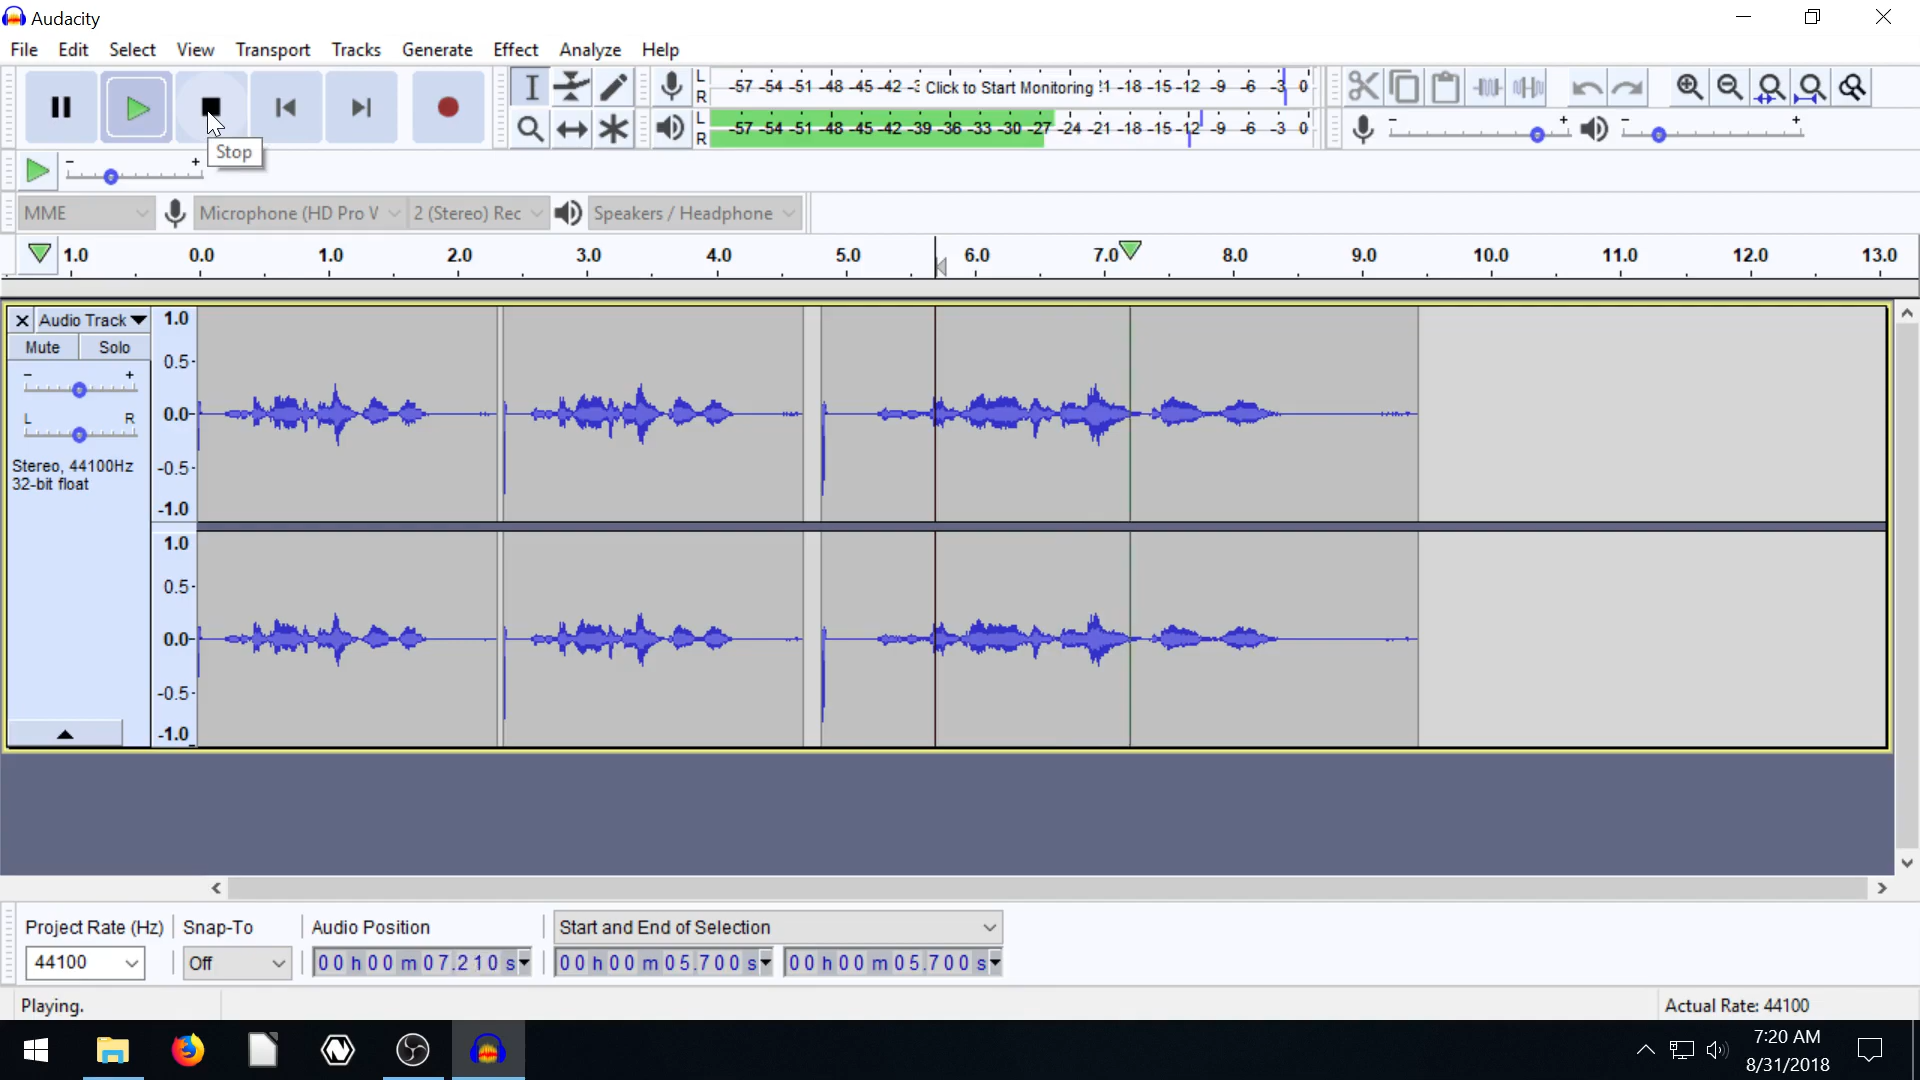 Audacity
File Edit Select View Transport Tracks Generate Effect Analyze Help
L
R
-57 -54 -51 -48 -45 -42 -3 Click to Start Monitoring !1 -18 -15 -12 -9 -6 -3 0
L
R
-57 -54 -51 -48 -45 -42 -39 -36 -33 -30 -27 -24 -21 -18 -15 -12 -9 -6 -3 0
- + - +
Stop
- +
MME Microphone (HD Pro V 2 (Stereo) Rec Speakers / Headphone
1.0 0.0 1.0 2.0 3.0 4.0 5.0 6.0 7.0 8.0 9.0 10.0 11.0 12.0 13.0
Audio Track
Mute Solo
- +
L R
Stereo, 44100Hz
32-bit float
1.0
0.5
0.0
-0.5
-1.0
1.0
0.5
0.0
-0.5
-1.0
Project Rate (Hz) Snap-To Audio Position Start and End of Selection
44100 Off 00 h 00 m 07.210 s 00 h 00 m 05.700 s 00 h 00 m 05.700 s
Playing. Actual Rate: 44100
7:20 AM
8/31/2018